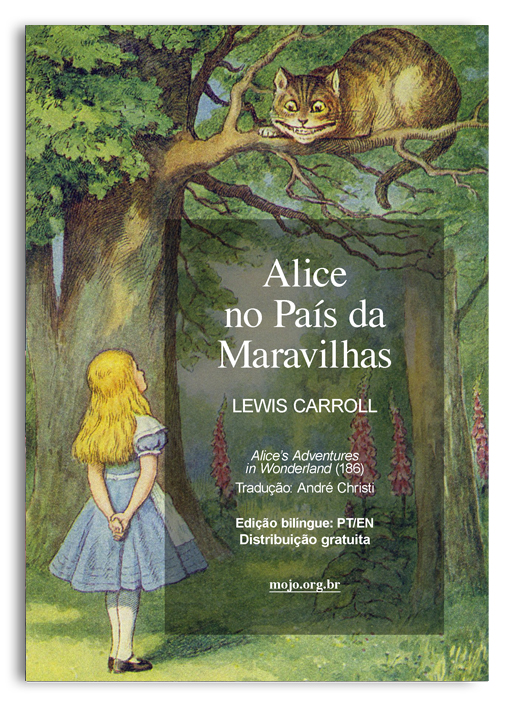 Alice
no País da
Maravilhas
LEWIS CARROLL
Alice's Adventures
in Wonderland (186)
Tradução: André Christi
Edição bilíngue: PT/EN
Distribuição gratuita
mojo.org.br